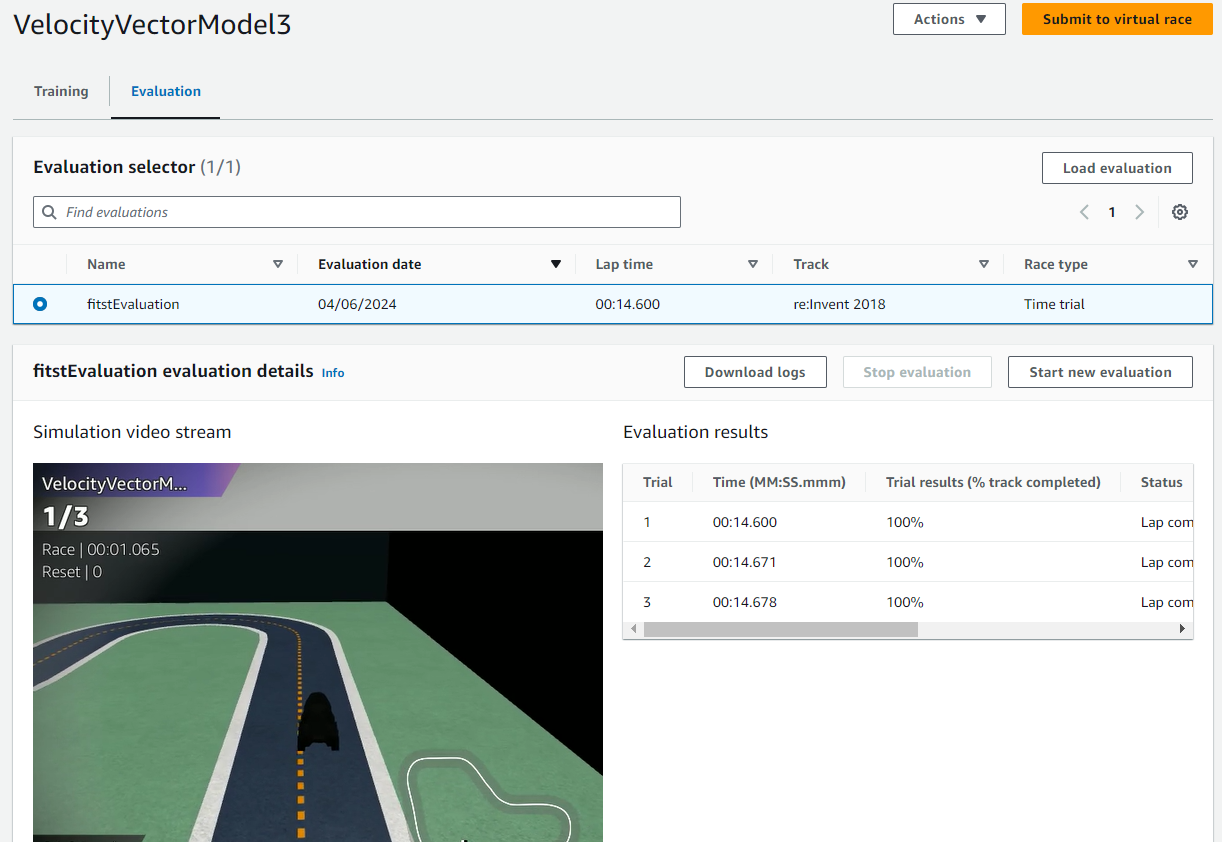 VelocityVectorModel3
Actions
Submit to virtual race
Training
Evaluation
Evaluation selector (1/1)
Load evaluation
Find evaluations
1
Name
Evaluation date
Lap time
Track
Race type
fitstEvaluation
04/06/2024
00:14.600
re:Invent 2018
Time trial
fitstEvaluation evaluation details Info
Download logs
Stop evaluation
Start new evaluation
Simulation video stream
VelocityVectorM...
1/3
Race | 00:01.065
Reset | 0
Evaluation results
Trial Time (MM:SS.mmm) Trial results (% track completed) Status
1 00:14.600 100% Lap com
2 00:14.671 100% Lap com
3 00:14.678 100% Lap com